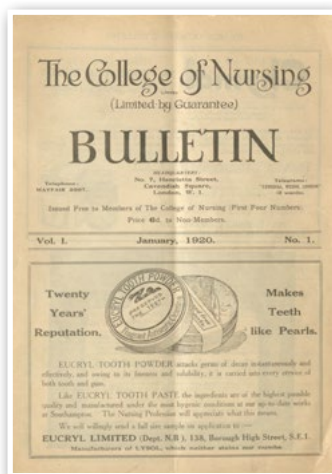 The College of Nursing
(Limited by Guarantee)
BULLETIN
HEADQUARTERS:
No. 7, Henrietta Street,
Cavendish Square,
London, W. 1.
Telephone:
MAYFAIR
Telegrams:
LONDON.
Issued Free to Members of The College of Nursing (First Four Numbers).
Price 6d. to Non-Members.
Vol. I. January, 1920. No. 1.
Twenty
Years'
Reputation.
EUCRYL TOOTH POWDER
Makes
Teeth
like Pearls.
EUCRYL TOOTH POWDER attacks germs of decay instantaneously and
effectively, and owing to its fineness and solubility, it is carried into every crevice of
both tooth and gum.
Like EUCRYL TOOTH PASTE the ingredients are of the highest possible
quality and manufactured under the most hygienic conditions at our up-to-date works
at Southampton. The Nursing Profession will appreciate what this means.
We will willingly send a full size sample on application to—
EUCRYL LIMITED (Dept. N.B.), 138, Borough High Street, S.E.1.
Manufacturers of LYSOL, which neither stains nor corrodes.